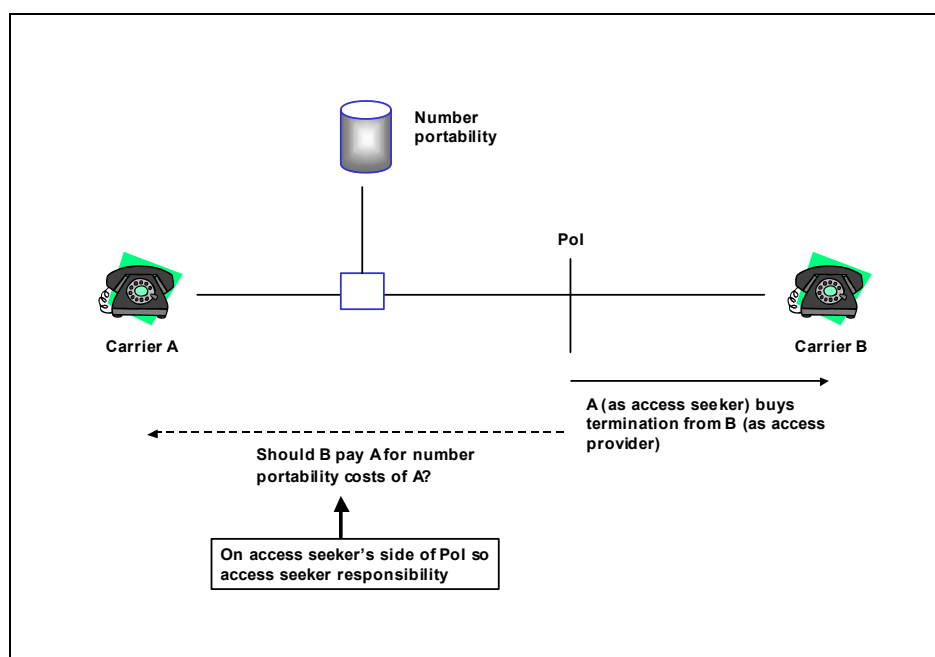 Number
portability
PoI
Carrier A
Carrier B
A (as access seeker) buys
termination from B (as access
provider)
Should B pay A for number
portability costs of A?
On access seeker's side of PoI so
access seeker responsibility